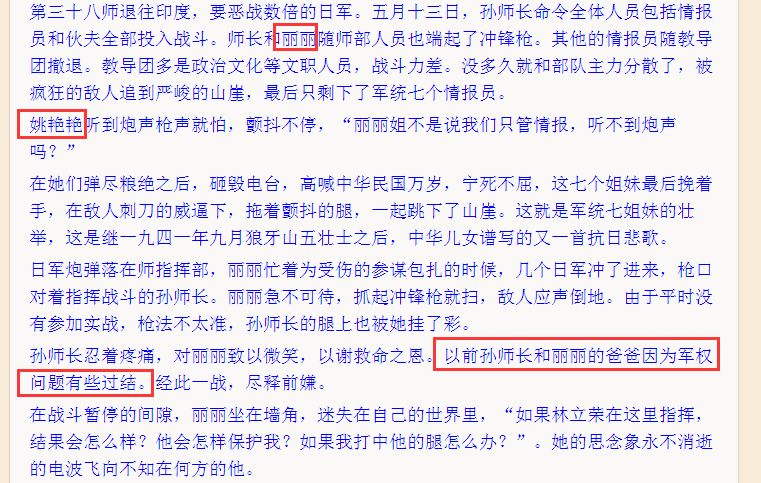 第三十八师退往印度，要恶战数倍的日军。五月十三日，孙师长命令全体人员包括情报
员和伙夫全部投入战斗。师长和丽丽随师部人员也端起了冲锋枪。其他的情报员随教导
团撤退。教导团多是政治文化等文职人员，战斗力差。没多久就和部队主力分散了，被
疯狂的敌人追到严峻的山崖，最后只剩下了军统七个情报员。
姚艳艳听到炮声枪声就怕，颤抖不停，“丽丽姐不是说我们只管情报，听不到炮声
吗？”
在她们弹尽粮绝之后，砸毁电台，高喊中华民国万岁，宁死不屈，这七个姐妹最后挽着
手，在敌人刺刀的威逼下，拖着颤抖的腿，一起跳下了山崖。这就是军统七姐妹的壮
举，这是继一九四一年九月狼牙山五壮士之后，中华儿女谱写的又一首抗日悲歌。
日军炮弹落在师指挥部，丽丽忙着为受伤的参谋包扎的时候，几个日军冲了进来，枪口
对着指挥战斗的孙师长。丽丽急不可待，抓起冲锋枪就扫，敌人应声倒地。由于平时没
有参加实战，枪法不太准，孙师长的腿上也被她挂了彩。
孙师长忍着疼痛，对丽丽致以微笑，以谢救命之恩。以前孙师长和丽丽的爸爸因为军权
问题有些过结。经此一战，尽释前嫌。
在战斗暂停的间隙，丽丽坐在墙角，迷失在自己的世界里，“如果林立荣在这里指挥，
结果会怎么样？他会怎样保护我？如果我打中他的腿怎么办？”。她的思念象永不消逝
的电波飞向不知在何方的他。